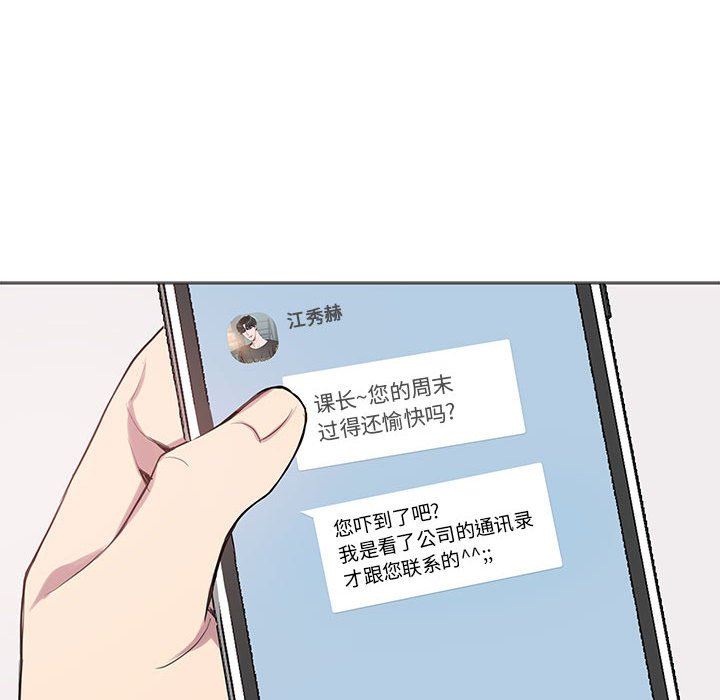 江秀赫
课长~您的周末
过得还愉快吗?
您吓到了吧?
我是看了公司的通讯录
才跟您联系的^^;;